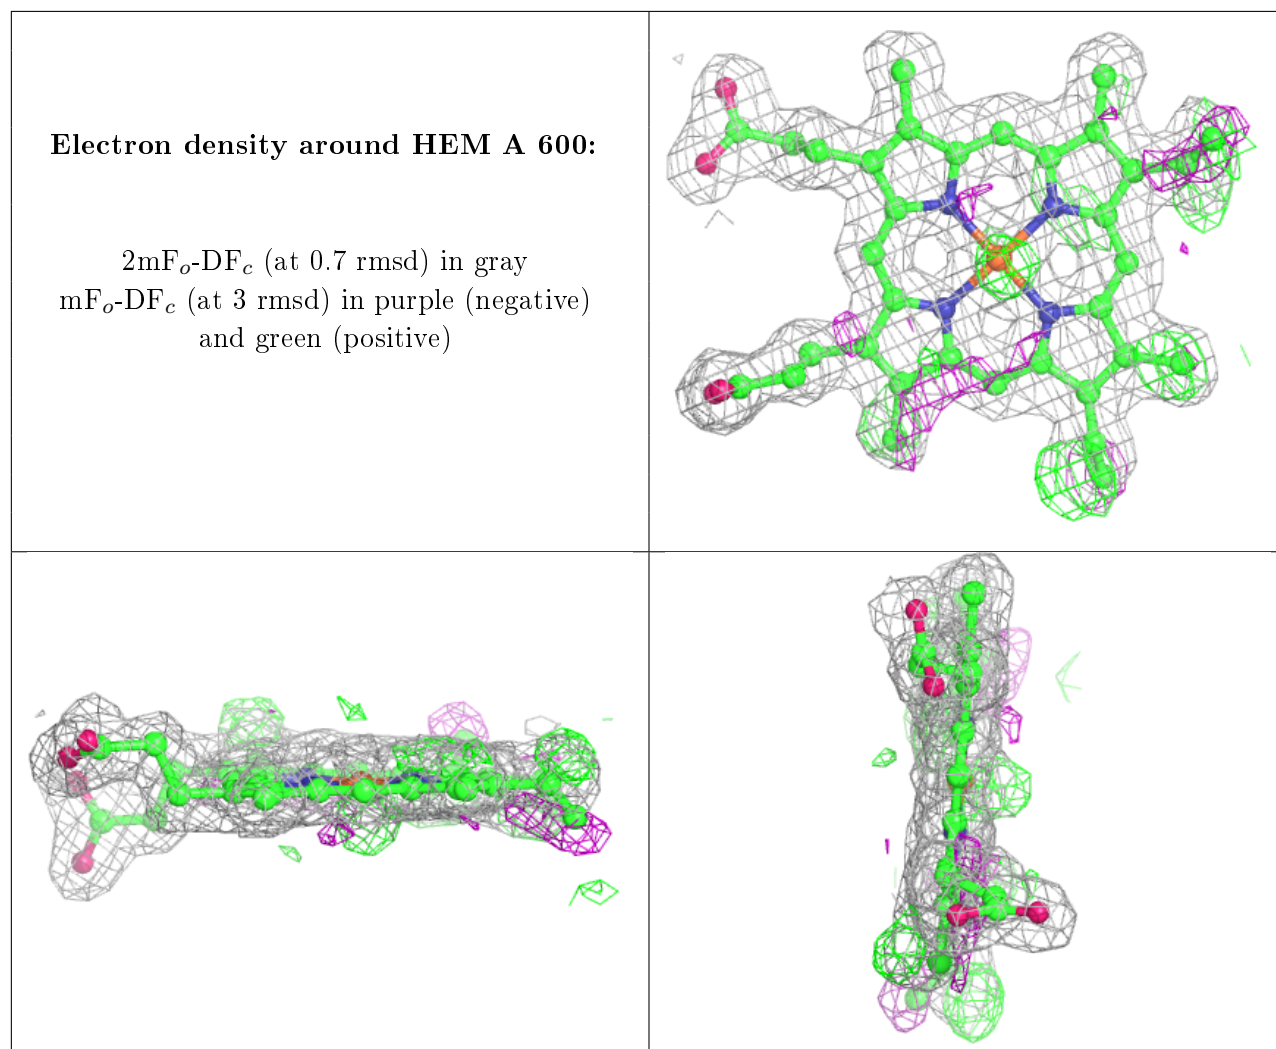 Electron density around HEM A 600:
2mFₒ-DF𝒸 (at 0.7 rmsd) in gray
mFₒ-DF𝒸 (at 3 rmsd) in purple (negative)
and green (positive)